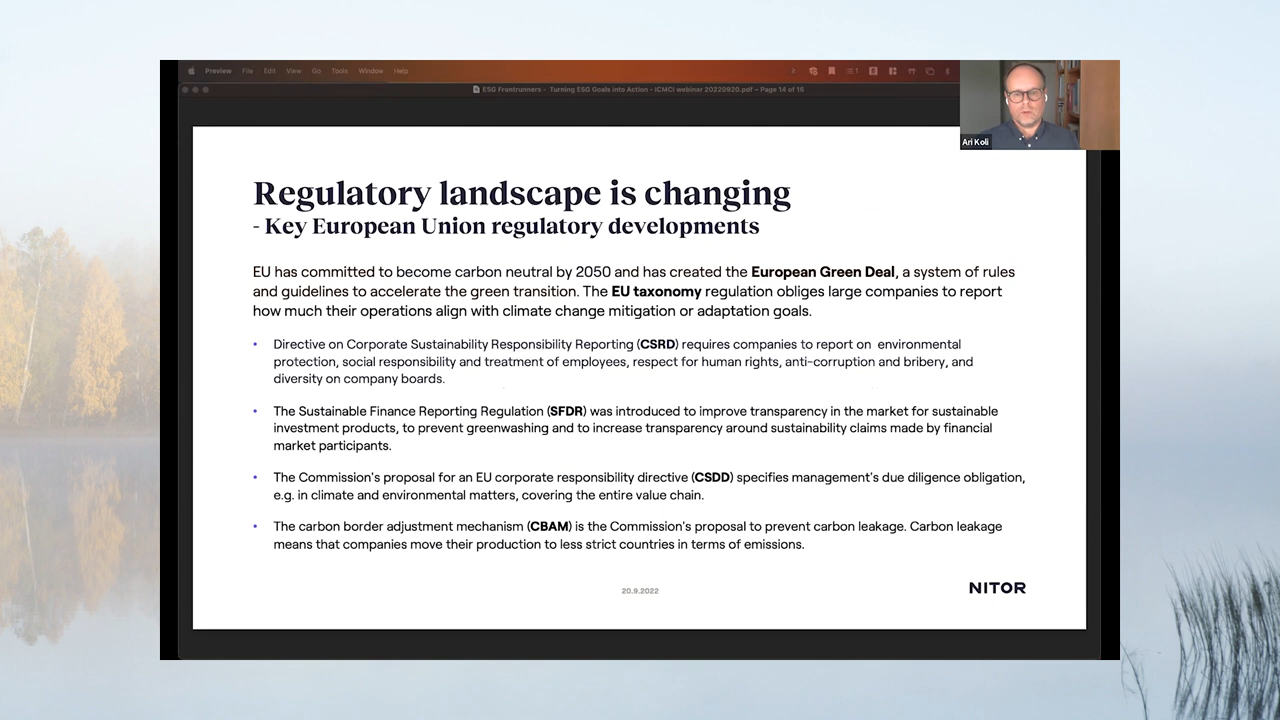 Preview File Edit View Go Tools Window Help
ESG Frontrunners - Turning ESG Goals into Action - ICMCI webinar 20220920.pdf – Page 14 of 16
Ari Koli
Regulatory landscape is changing
- Key European Union regulatory developments
EU has committed to become carbon neutral by 2050 and has created the European Green Deal, a system of rules
and guidelines to accelerate the green transition. The EU taxonomy regulation obliges large companies to report
how much their operations align with climate change mitigation or adaptation goals.
• Directive on Corporate Sustainability Responsibility Reporting (CSRD) requires companies to report on environmental
protection, social responsibility and treatment of employees, respect for human rights, anti-corruption and bribery, and
diversity on company boards.
• The Sustainable Finance Reporting Regulation (SFDR) was introduced to improve transparency in the market for sustainable
investment products, to prevent greenwashing and to increase transparency around sustainability claims made by financial
market participants.
• The Commission's proposal for an EU corporate responsibility directive (CSDD) specifies management's due diligence obligation,
e.g. in climate and environmental matters, covering the entire value chain.
• The carbon border adjustment mechanism (CBAM) is the Commission's proposal to prevent carbon leakage. Carbon leakage
means that companies move their production to less strict countries in terms of emissions.
20.9.2022
NITOR